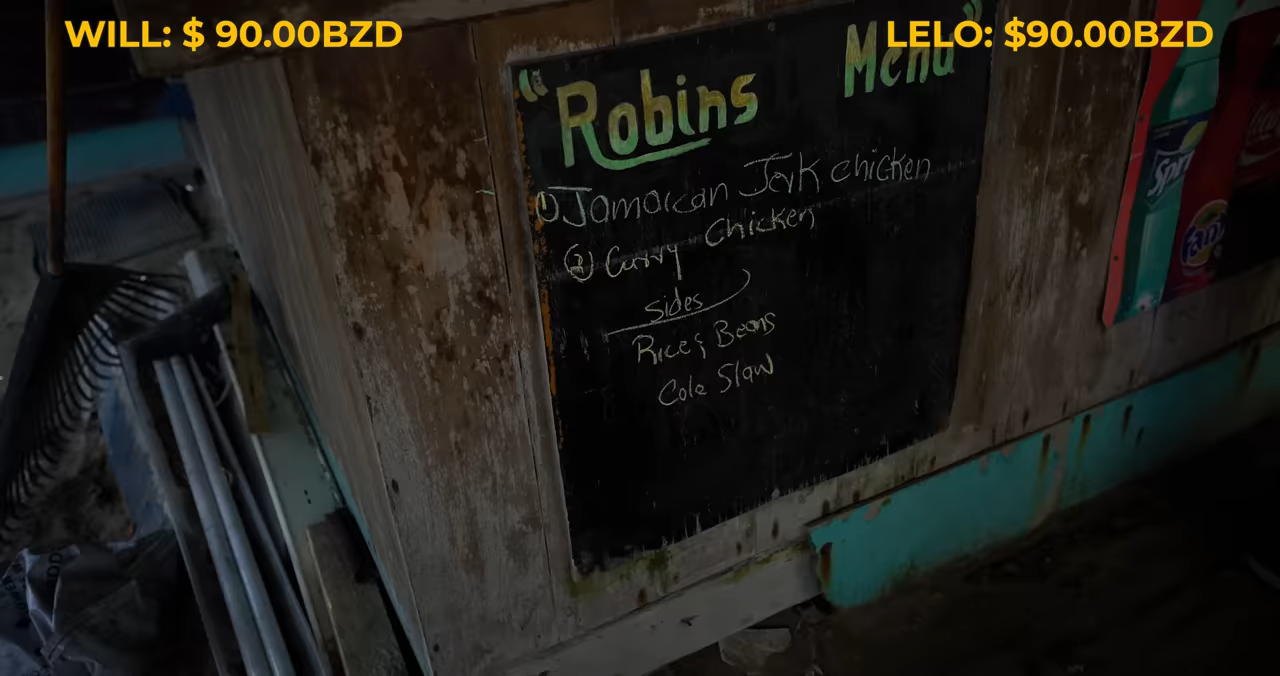 WILL: $ 90.00BZD
LELO: $90.00BZD
"Robins Menu"
① Jamaican Jerk chicken
② Curry Chicken
sides
Rice & Beans
Cole Slaw
Sprite
Fanta